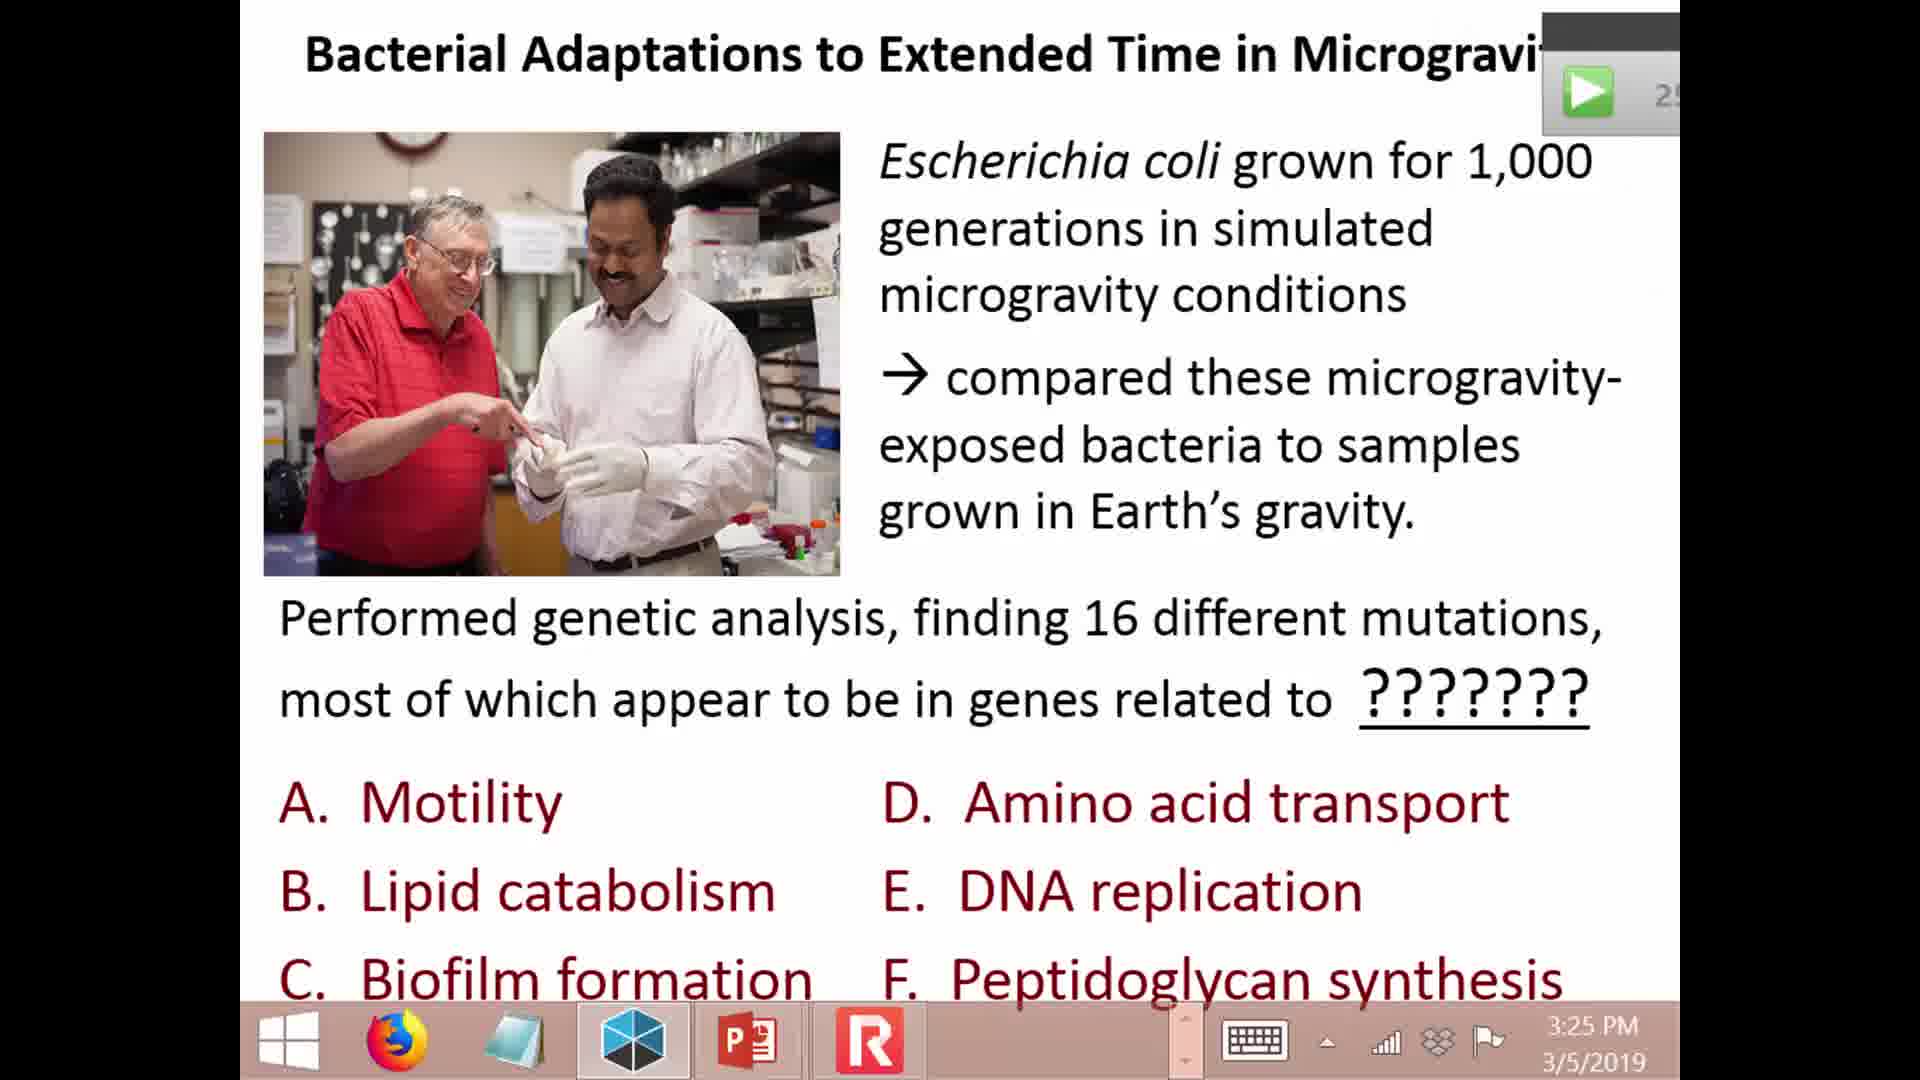 Bacterial Adaptations to Extended Time in Microgravi
25
Escherichia coli grown for 1,000
generations in simulated
microgravity conditions
→ compared these microgravity-
exposed bacteria to samples
grown in Earth's gravity.
Performed genetic analysis, finding 16 different mutations,
most of which appear to be in genes related to ???????
A. Motility
B. Lipid catabolism
C. Biofilm formation
D. Amino acid transport
E. DNA replication
F. Peptidoglycan synthesis
P
R
3:25 PM
3/5/2019